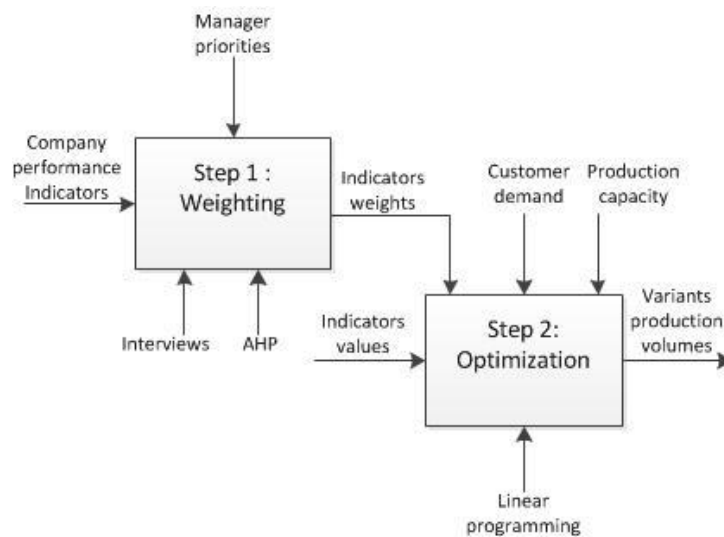 Manager
priorities
Company
performance
Indicators
Step 1 :
Weighting
Indicators
weights
Customer
demand
Production
capacity
Interviews
AHP
Indicators
values
Step 2:
Optimization
Variants
production
volumes
Linear
programming